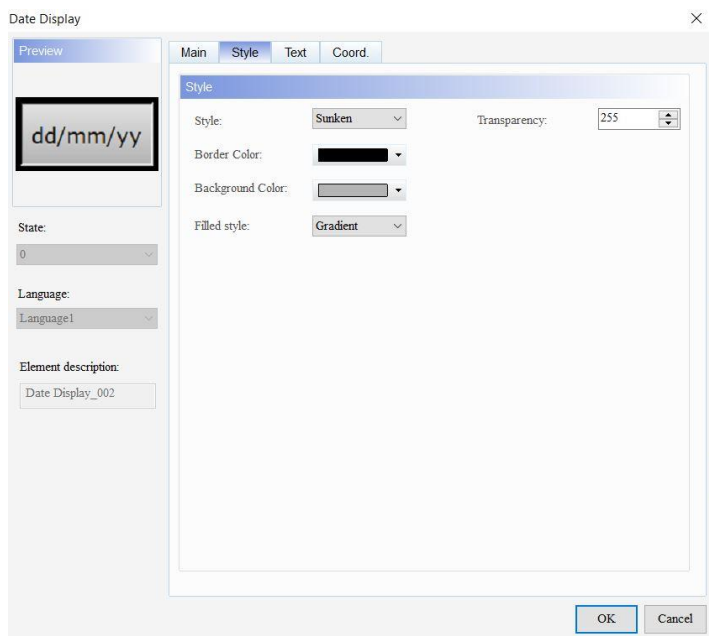 Date Display
Preview
dd/mm/yy
State:
0
Language:
Language1
Element description:
Date Display_002
Main Style Text Coord.
Style
Style: Sunken Transparency: 255
Border Color:
Background Color:
Filled style: Gradient
OK Cancel